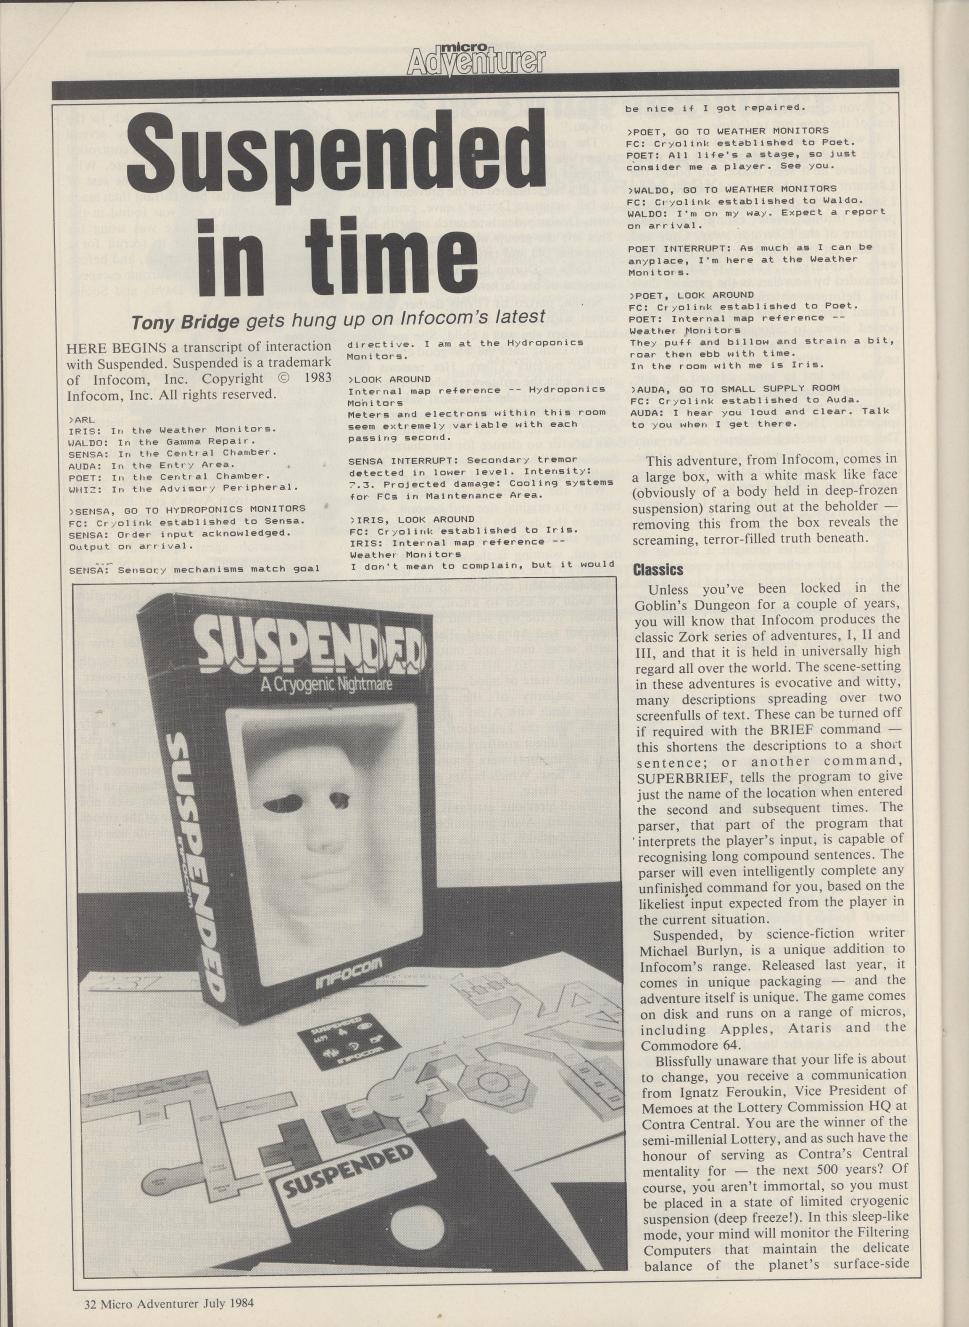 micro
Adventurer
Suspended
in time
Tony Bridge gets hung up on Infocom's latest
HERE BEGINS a transcript of interaction
with Suspended. Suspended is a trademark
of Infocom, Inc. Copyright © 1983
Infocom, Inc. All rights reserved.
>ARL
IRIS: In the Weather Monitors.
WALDO: In the Gamma Repair.
SENSA: In the Central Chamber.
AUDA: In the Entry Area.
POET: In the Central Chamber.
WHIZ: In the Advisory Peripheral.
>SENSA, GO TO HYDROPONICS MONITORS
FC: Cryolink established to Sensa.
SENSA: Order input acknowledged.
Output on arrival.
SENSA: Sensory mechanisms match goal
directive. I am at the Hydroponics
Monitors.
>LOOK AROUND
Internal map reference -- Hydroponics
Monitors
Meters and electrons within this room
seem extremely variable with each
passing second.
SENSA INTERRUPT: Secondary tremor
detected in lower level. Intensity:
7.3. Projected damage: Cooling systems
for FCs in Maintenance Area.
>IRIS, LOOK AROUND
FC: Cryolink established to Iris.
IRIS: Internal map reference --
Weather Monitors
I don't mean to complain, but it would
be nice if I got repaired.
>POET, GO TO WEATHER MONITORS
FC: Cryolink established to Poet.
POET: All life's a stage, so just
consider me a player. See you.
>WALDO, GO TO WEATHER MONITORS
FC: Cryolink established to Waldo.
WALDO: I'm on my way. Expect a report
on arrival.
POET INTERRUPT: As much as I can be
anyplace, I'm here at the Weather
Monitors.
>POET, LOOK AROUND
FC: Cryolink established to Poet.
POET: Internal map reference --
Weather Monitors
They puff and billow and strain a bit,
roar then ebb with time.
In the room with me is Iris.
>AUDA, GO TO SMALL SUPPLY ROOM
FC: Cryolink established to Auda.
AUDA: I hear you loud and clear. Talk
to you when I get there.
This adventure, from Infocom, comes in
a large box, with a white mask like face
(obviously of a body held in deep-frozen
suspension) staring out at the beholder —
removing this from the box reveals the
screaming, terror-filled truth beneath.
Classics
Unless you've been locked in the
Goblin's Dungeon for a couple of years,
you will know that Infocom produces the
classic Zork series of adventures, I, II and
III, and that it is held in universally high
regard all over the world. The scene-setting
in these adventures is evocative and witty,
many descriptions spreading over two
screenfulls of text. These can be turned off
if required with the BRIEF command —
this shortens the descriptions to a short
sentence; or another command,
SUPERBRIEF, tells the program to give
just the name of the location when entered
the second and subsequent times. The
parser, that part of the program that
interprets the player's input, is capable of
recognising long compound sentences. The
parser will even intelligently complete any
unfinished command for you, based on the
likeliest input expected from the player in
the current situation.
Suspended, by science-fiction writer
Michael Burlyn, is a unique addition to
Infocom's range. Released last year, it
comes in unique packaging — and the
adventure itself is unique. The game comes
on disk and runs on a range of micros,
including Apples, Ataris and the
Commodore 64.
Blissfully unaware that your life is about
to change, you receive a communication
from Ignatz Feroukin, Vice President of
Memoes at the Lottery Commission HQ at
Contra Central. You are the winner of the
semi-millenial Lottery, and as such have the
honour of serving as Contra's Central
mentality for — the next 500 years? Of
course, you aren't immortal, so you must
be placed in a state of limited cryogenic
suspension (deep freeze!). In this sleep-like
mode, your mind will monitor the Filtering
Computers that maintain the delicate
balance of the planet's surface-side
SUSPENDED
A Cryogenic Nightmare
SUSPENDED
INFOCOM
INFOCOM
SUSPENDED
INFOCOM
SUSPENDED
32 Micro Adventurer July 1984